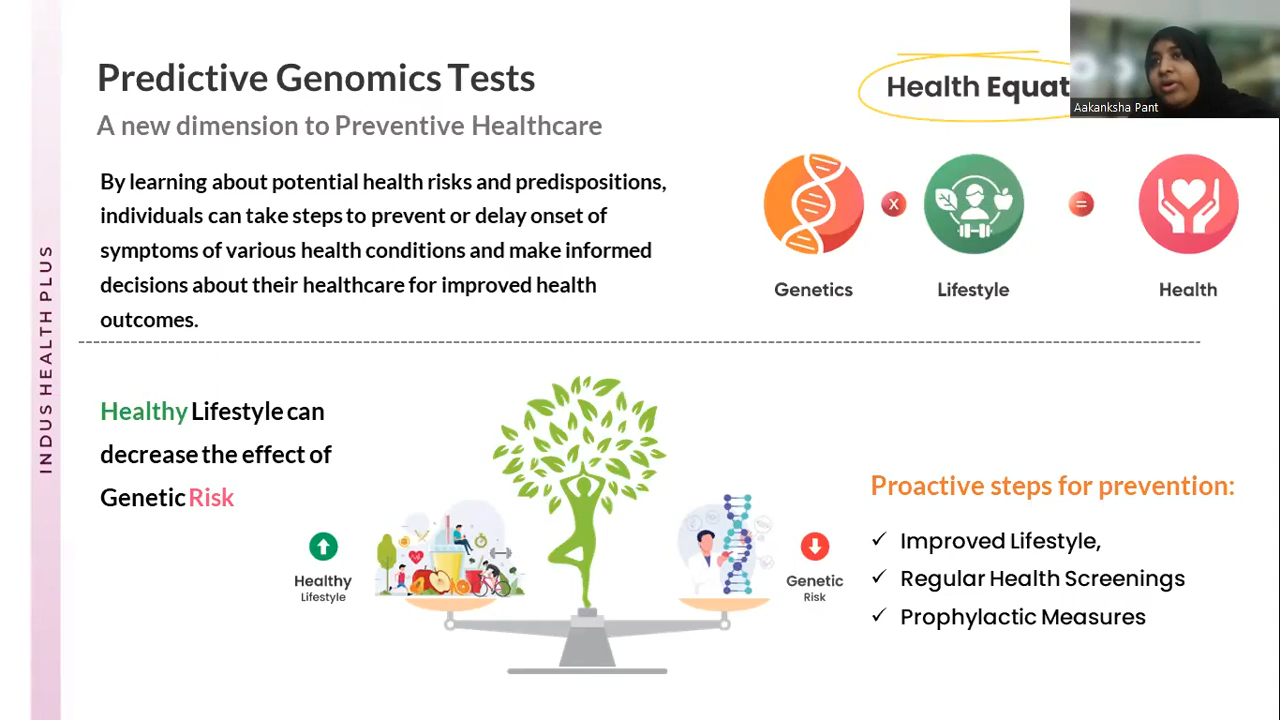 Predictive Genomics Tests
A new dimension to Preventive Healthcare
By learning about potential health risks and predispositions,
individuals can take steps to prevent or delay onset of
symptoms of various health conditions and make informed
decisions about their healthcare for improved health
outcomes.
Health Equat
Aakanksha Pant
X
=
Genetics
Lifestyle
Health
INDUS HEALTH PLUS
Healthy Lifestyle can
decrease the effect of
Genetic Risk
Healthy
Lifestyle
Genetic
Risk
Proactive steps for prevention:
✓ Improved Lifestyle,
✓ Regular Health Screenings
✓ Prophylactic Measures